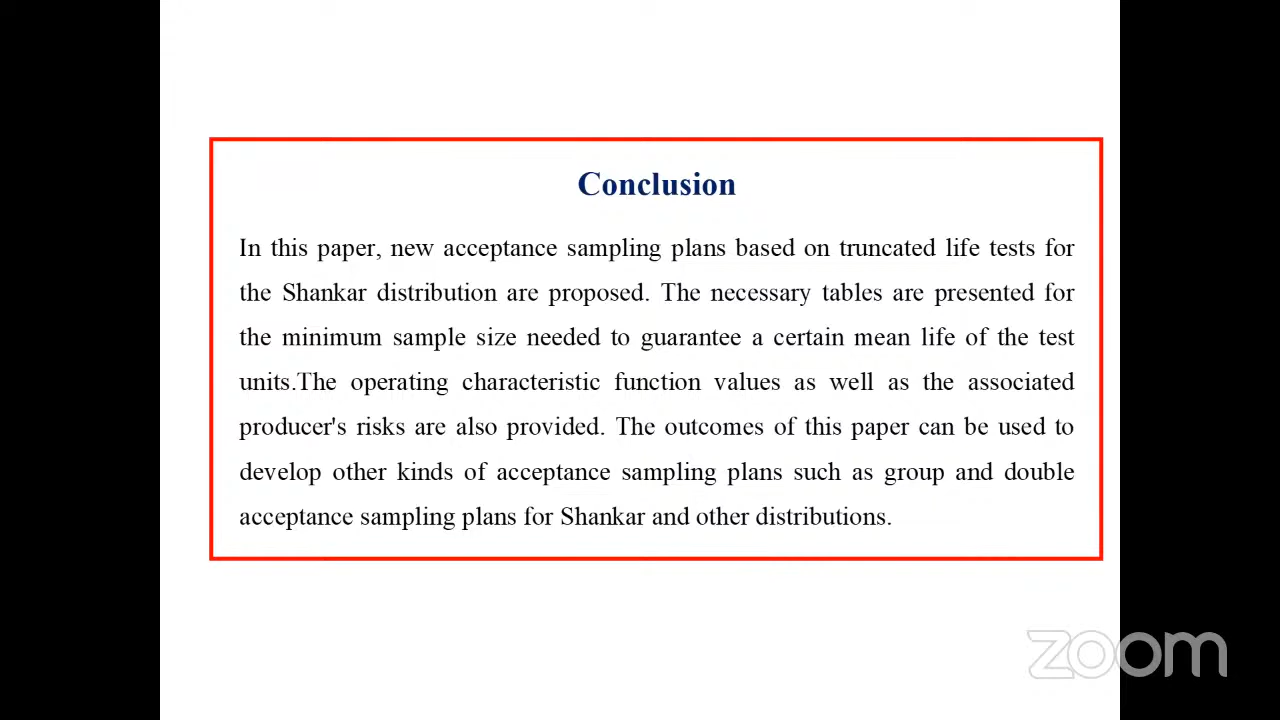 Conclusion
In this paper, new acceptance sampling plans based on truncated life tests for
the Shankar distribution are proposed. The necessary tables are presented for
the minimum sample size needed to guarantee a certain mean life of the test
units.The operating characteristic function values as well as the associated
producer's risks are also provided. The outcomes of this paper can be used to
develop other kinds of acceptance sampling plans such as group and double
acceptance sampling plans for Shankar and other distributions.
zoom